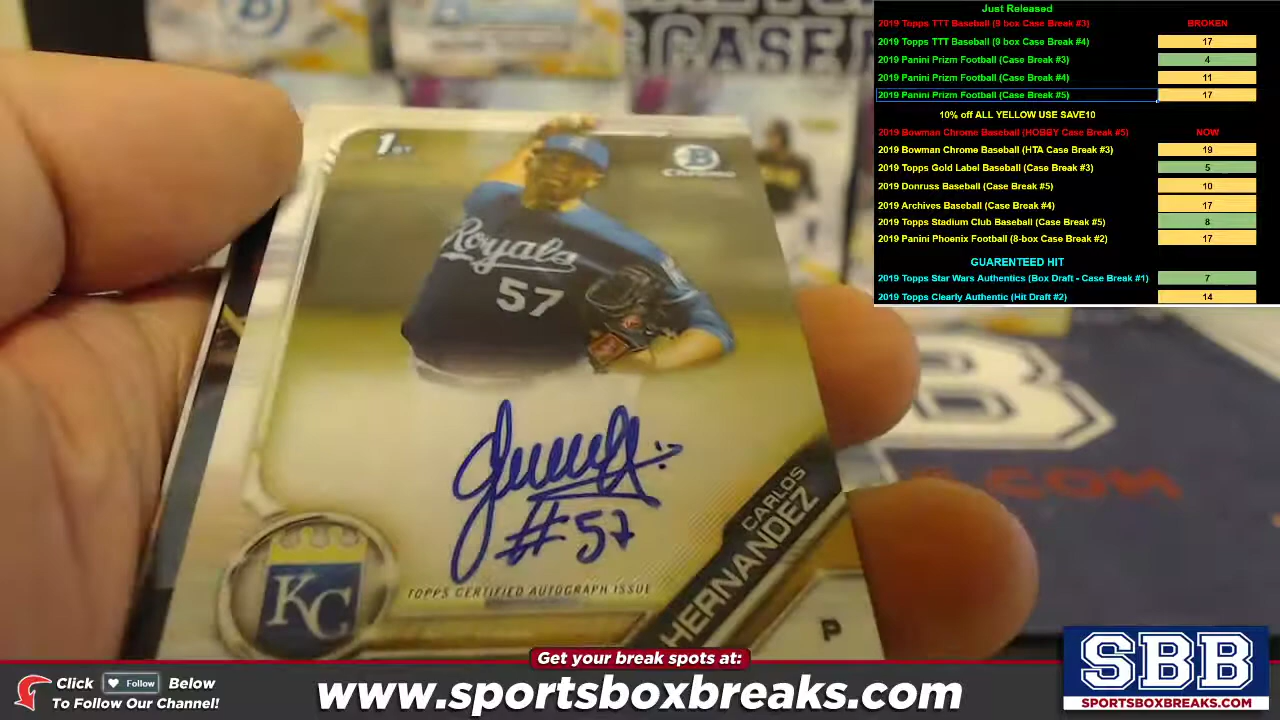 Just Released
2019 Topps TTT Baseball (9 box Case Break #3) BROKEN
2019 Topps TTT Baseball (9 box Case Break #4) 17
2019 Panini Prizm Football (Case Break #3) 4
2019 Panini Prizm Football (Case Break #4) 11
2019 Panini Prizm Football (Case Break #5) 17
10% off ALL YELLOW USE SAVE10
2019 Bowman Chrome Baseball (HOBBY Case Break #5) NOW
2019 Bowman Chrome Baseball (HTA Case Break #3) 19
2019 Topps Gold Label Baseball (Case Break #3) 5
2019 Donruss Baseball (Case Break #5) 10
2019 Archives Baseball (Case Break #4) 17
2019 Topps Stadium Club Baseball (Case Break #5) 8
2019 Panini Phoenix Football (8-box Case Break #2) 17
GUARENTEED HIT
2019 Topps Star Wars Authentics (Box Draft - Case Break #1) 7
2019 Topps Clearly Authentic (Hit Draft #2) 14
CASE
1ST
B
CHROME
Royals
57
#57
TOPPS CERTIFIED AUTOGRAPH ISSUE
CARLOS
HERNANDEZ
P
KC
B
.COM
Get your break spots at:
Click Follow Below
To Follow Our Channel!
www.sportsboxbreaks.com
SBB
SPORTSBOXBREAKS.COM